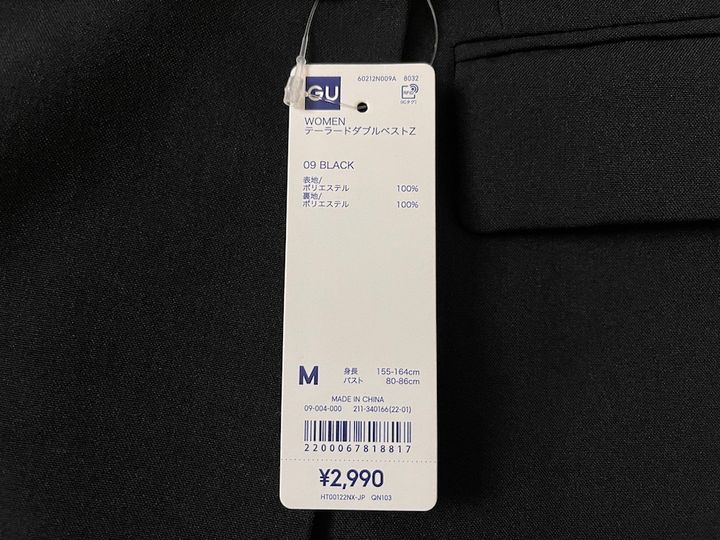 60212N009A 8032
GU
RFID
(ICタグ)
WOMEN
テーラードダブルベストZ
09 BLACK
表地/
ポリエステル 100%
裏地/
ポリエステル 100%
M 身長 155-164cm
バスト 80-86cm
MADE IN CHINA
09-004-000 211-340166(22-01)
2200067818817
¥2,990
HT00122NX-JP QN103